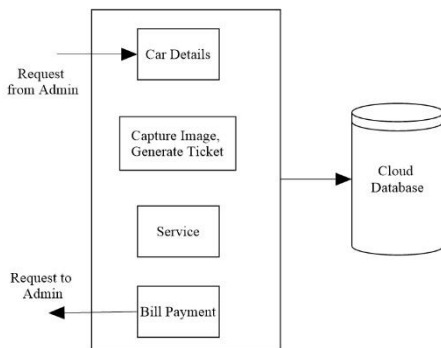 Car Details
Request
from Admin
Capture Image,
Generate Ticket
Cloud
Database
Service
Request to
Admin
Bill Payment